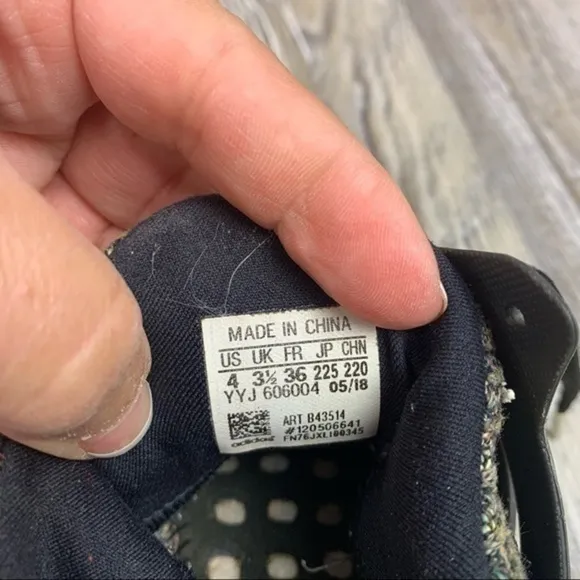 MADE IN CHINA
US UK FR JP CHN
4 3½ 36 225 220
YYJ 606004 05/18
ART B43514
#120506641
adidas FN76JXLI00345